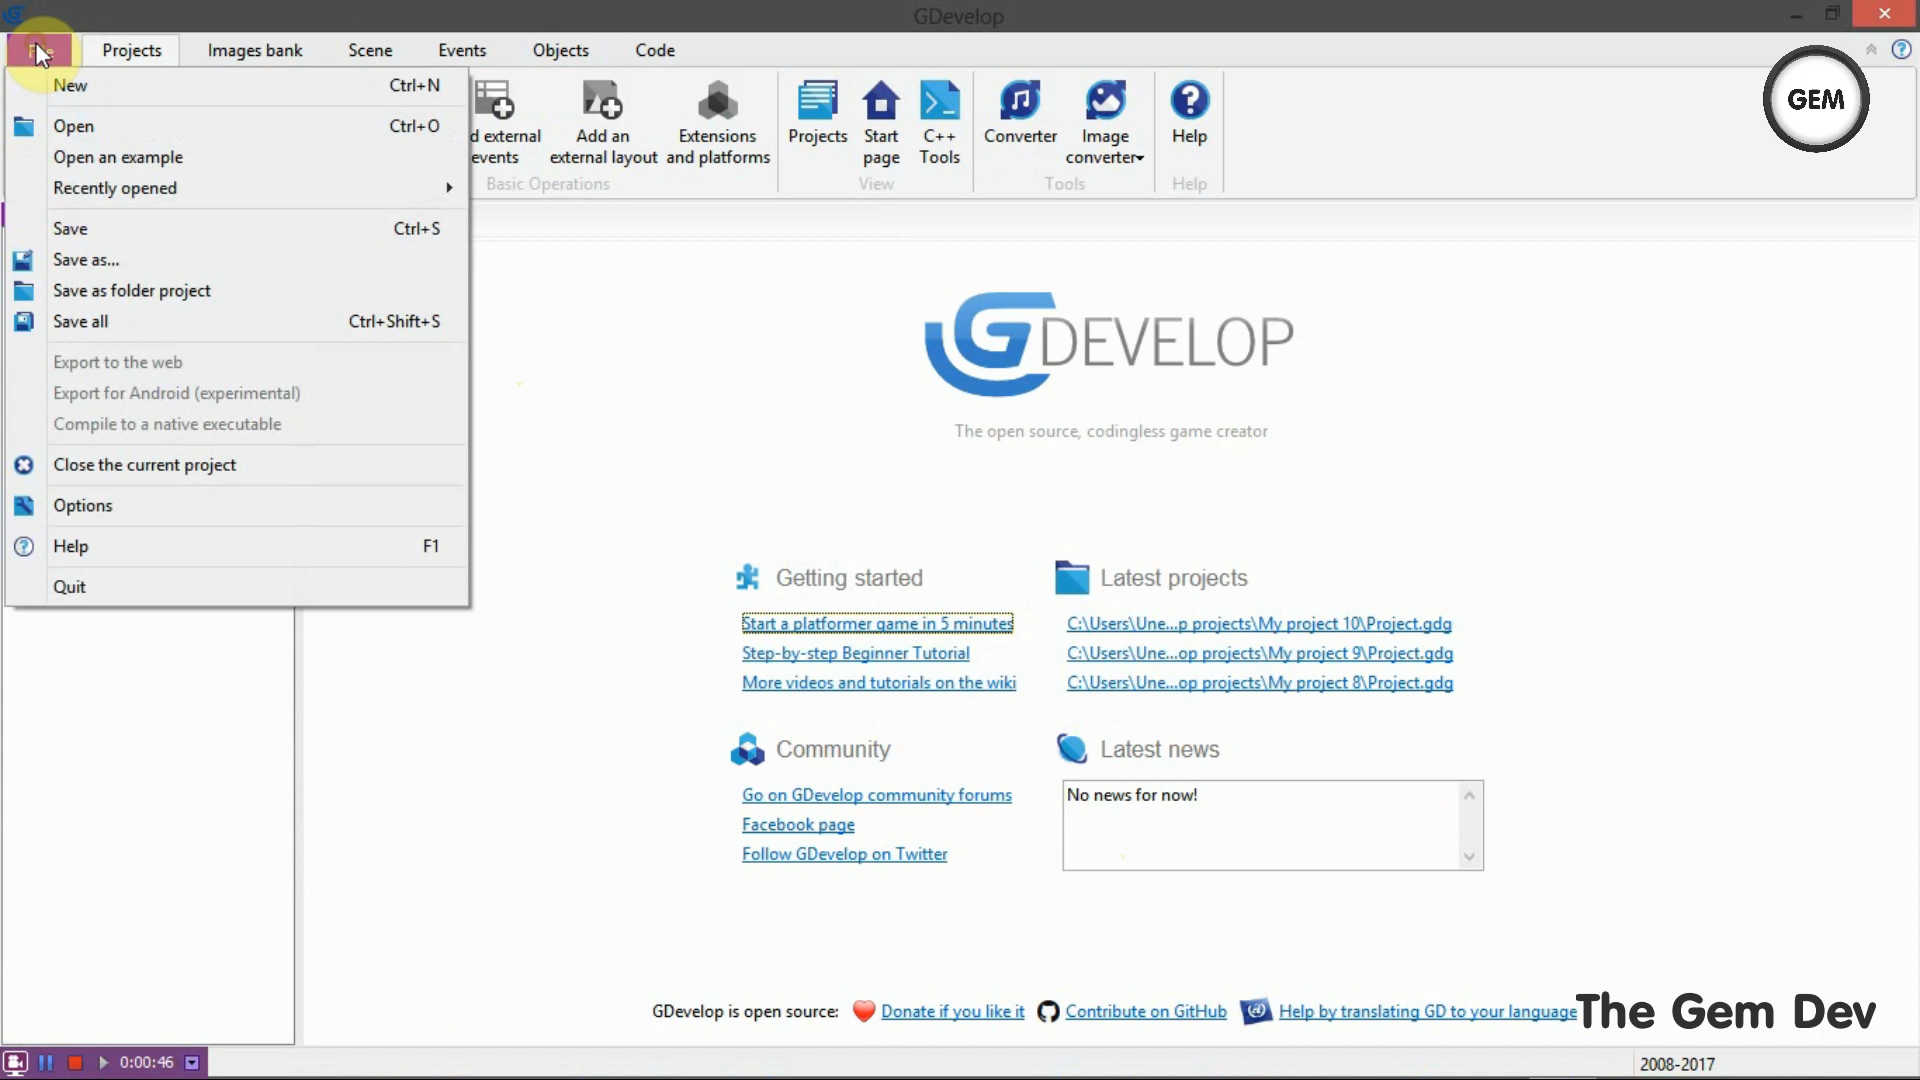 GDevelop
File
Projects
Images bank
Scene
Events
Objects
Code
GEM
New Ctrl+N
Open Ctrl+O
Open an example
Recently opened
Save Ctrl+S
Save as...
Save as folder project
Save all Ctrl+Shift+S
Export to the web
Export for Android (experimental)
Compile to a native executable
Close the current project
Options
Help F1
Quit
d external
events
Add an
external layout
Extensions
and platforms
Basic Operations
Projects
Start
page
C++
Tools
View
Converter
Image
converter
Tools
Help
Help
GDEVELOP
The open source, codingless game creator
Getting started
Start a platformer game in 5 minutes
Step-by-step Beginner Tutorial
More videos and tutorials on the wiki
Latest projects
C:\Users\Une...p projects\My project 10\Project.gdg
C:\Users\Une...op projects\My project 9\Project.gdg
C:\Users\Une...op projects\My project 8\Project.gdg
Community
Go on GDevelop community forums
Facebook page
Follow GDevelop on Twitter
Latest news
No news for now!
GDevelop is open source: Donate if you like it Contribute on GitHub Help by translating GD to your language
The Gem Dev
0:00:46
2008-2017